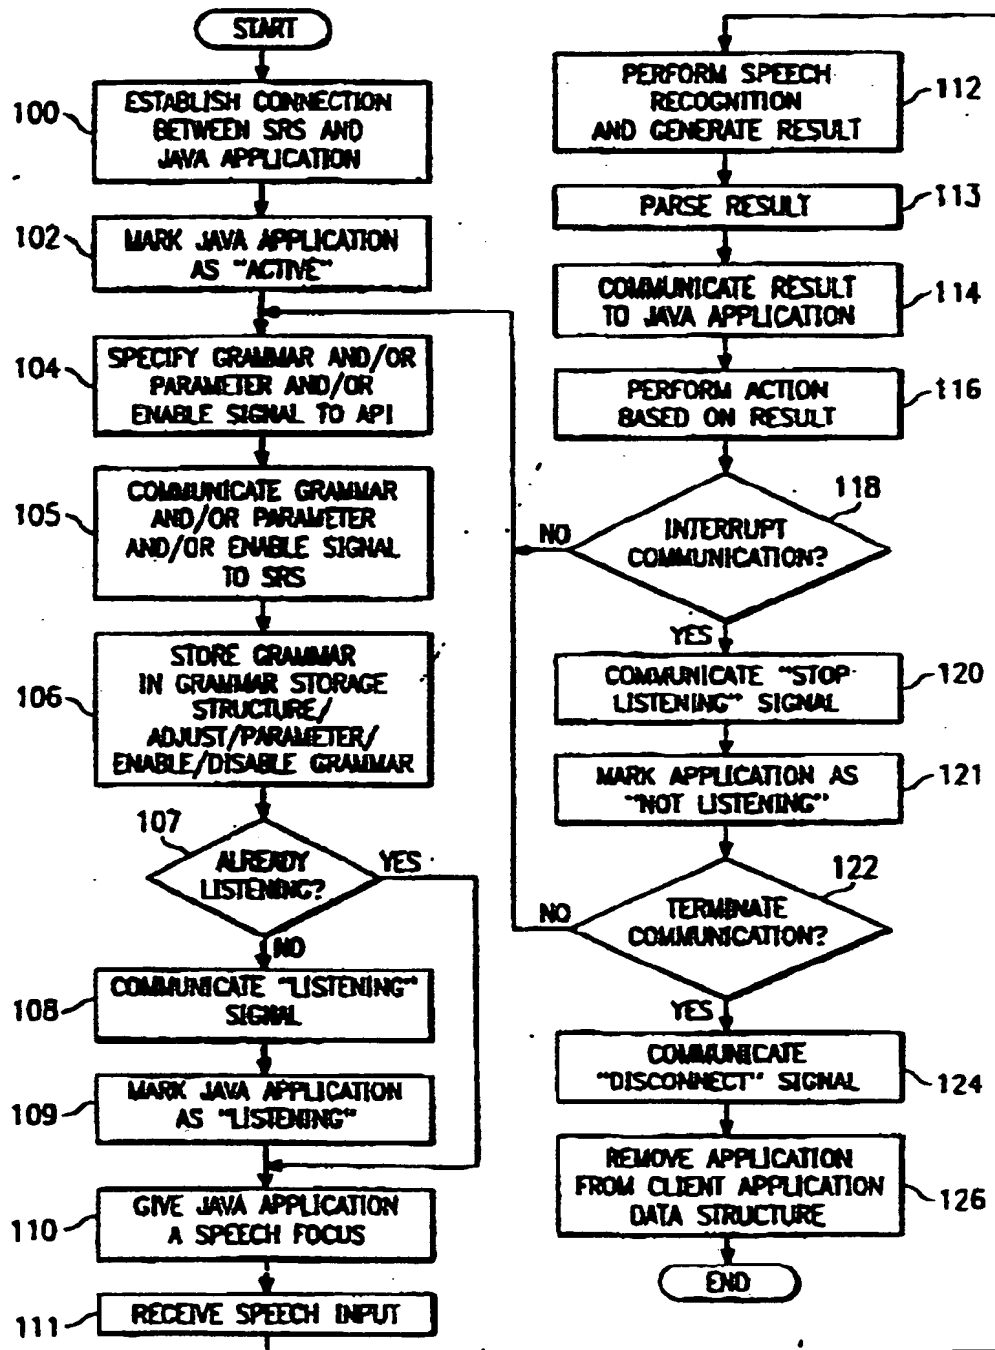 START
100
ESTABLISH CONNECTION
BETWEEN SRS AND
JAVA APPLICATION
102
MARK JAVA APPLICATION
AS "ACTIVE"
104
SPECIFY GRAMMAR AND/OR
PARAMETER AND/OR
ENABLE SIGNAL TO API
105
COMMUNICATE GRAMMAR
AND/OR PARAMETER
AND/OR ENABLE SIGNAL
TO SRS
106
STORE GRAMMAR
IN GRAMMAR STORAGE
STRUCTURE/
ADJUST/PARAMETER/
ENABLE/DISABLE GRAMMAR
107
ALREADY
LISTENING?
YES
NO
108
COMMUNICATE "LISTENING"
SIGNAL
109
MARK JAVA APPLICATION
AS "LISTENING"
110
GIVE JAVA APPLICATION
A SPEECH FOCUS
111
RECEIVE SPEECH INPUT
PERFORM SPEECH
RECOGNITION
AND GENERATE RESULT
112
PARSE RESULT
113
COMMUNICATE RESULT
TO JAVA APPLICATION
114
PERFORM ACTION
BASED ON RESULT
116
118
INTERRUPT
COMMUNICATION?
NO
YES
COMMUNICATE "STOP
LISTENING" SIGNAL
120
MARK APPLICATION AS
"NOT LISTENING"
121
122
TERMINATE
COMMUNICATION?
NO
YES
COMMUNICATE
"DISCONNECT" SIGNAL
124
REMOVE APPLICATION
FROM CLIENT APPLICATION
DATA STRUCTURE
126
END